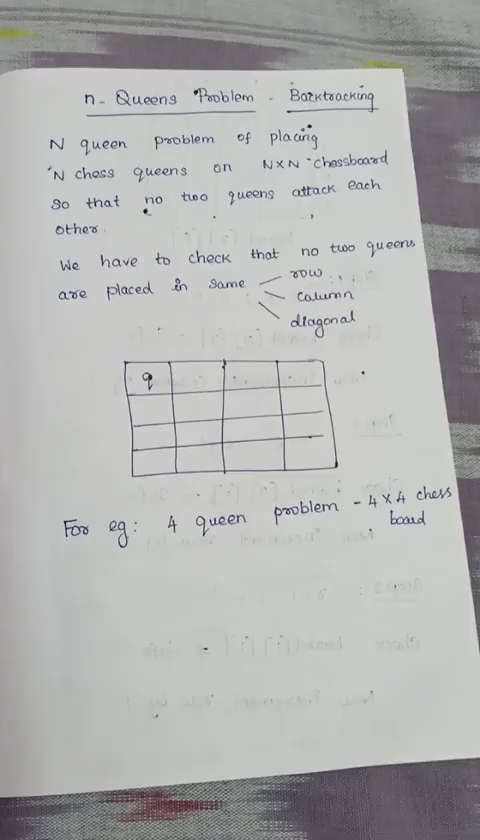 n- Queens Problem - Backtracking
N queen problem of placing
N chess queens on N×N chessboard
so that no two queens attack each
other.
We have to check that no two queens
are placed in same row
column
diagonal
q
For eg: 4 queen problem - 4×4 chess
board